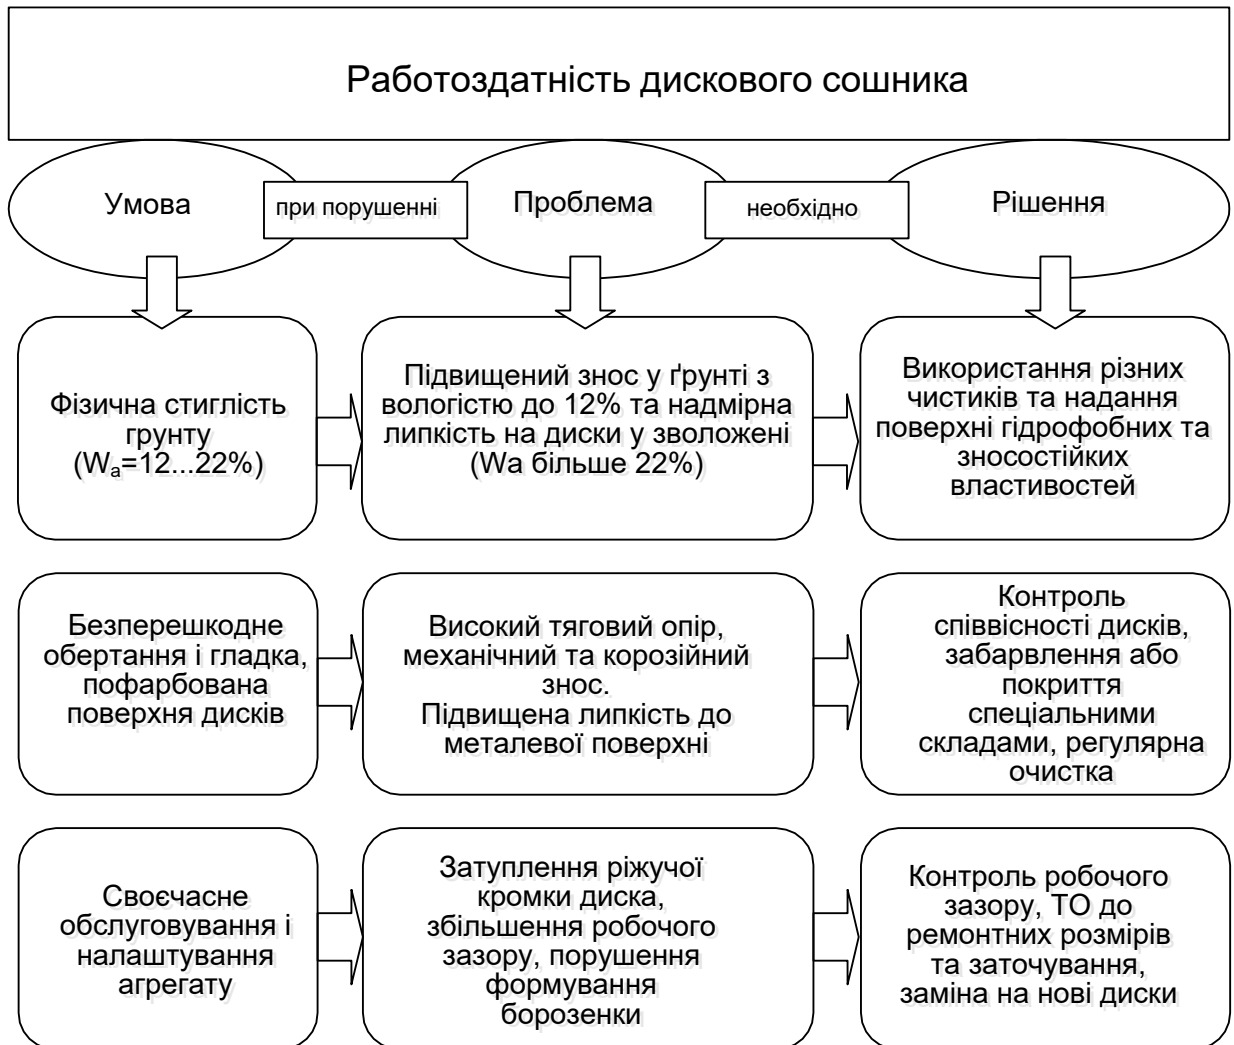 Работоздатність дискового сошника
Умова
при порушенні
Проблема
необхідно
Рішення
Фізична стиглість
грунту
(Wₐ=12...22%)
Підвищений знос у ґрунті з
вологістю до 12% та надмірна
липкість на диски у зволожені
(Wa більше 22%)
Використання різних
чистиків та надання
поверхні гідрофобних та
зносостійких
властивостей
Безперешкодне
обертання і гладка,
пофарбована
поверхня дисків
Високий тяговий опір,
механічний та корозійний
знос.
Підвищена липкість до
металевої поверхні
Контроль
співвісності дисків,
забарвлення або
покриття
спеціальними
складами, регулярна
очистка
Своєчасне
обслуговування і
налаштування
агрегату
Затуплення ріжучої
кромки диска,
збільшення робочого
зазору, порушення
формування
борозенки
Контроль робочого
зазору, ТО до
ремонтних розмірів
та заточування,
заміна на нові диски